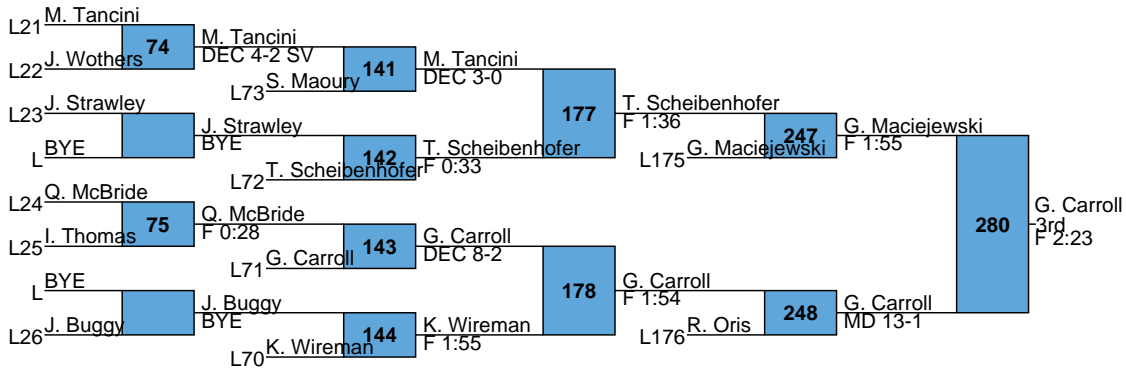 M. Tancini
L21
74
M. Tancini
DEC 4-2 SV
J. Wothers
L22
141
M. Tancini
DEC 3-0
S. Maoury
L73
J. Strawley
L23
177
T. Scheibenhofer
F 1:36
J. Strawley
BYE
BYE
L
142
T. Scheibenhofer
F 0:33
T. Scheibenhofer
L72
247
G. Maciejewski
F 1:55
G. Maciejewski
L175
Q. McBride
L24
75
Q. McBride
F 0:28
I. Thomas
L25
143
G. Carroll
DEC 8-2
G. Carroll
L71
280
G. Carroll
3rd
F 2:23
BYE
L
178
G. Carroll
F 1:54
J. Buggy
BYE
J. Buggy
L26
144
K. Wireman
F 1:55
K. Wireman
L70
248
G. Carroll
MD 13-1
R. Oris
L176